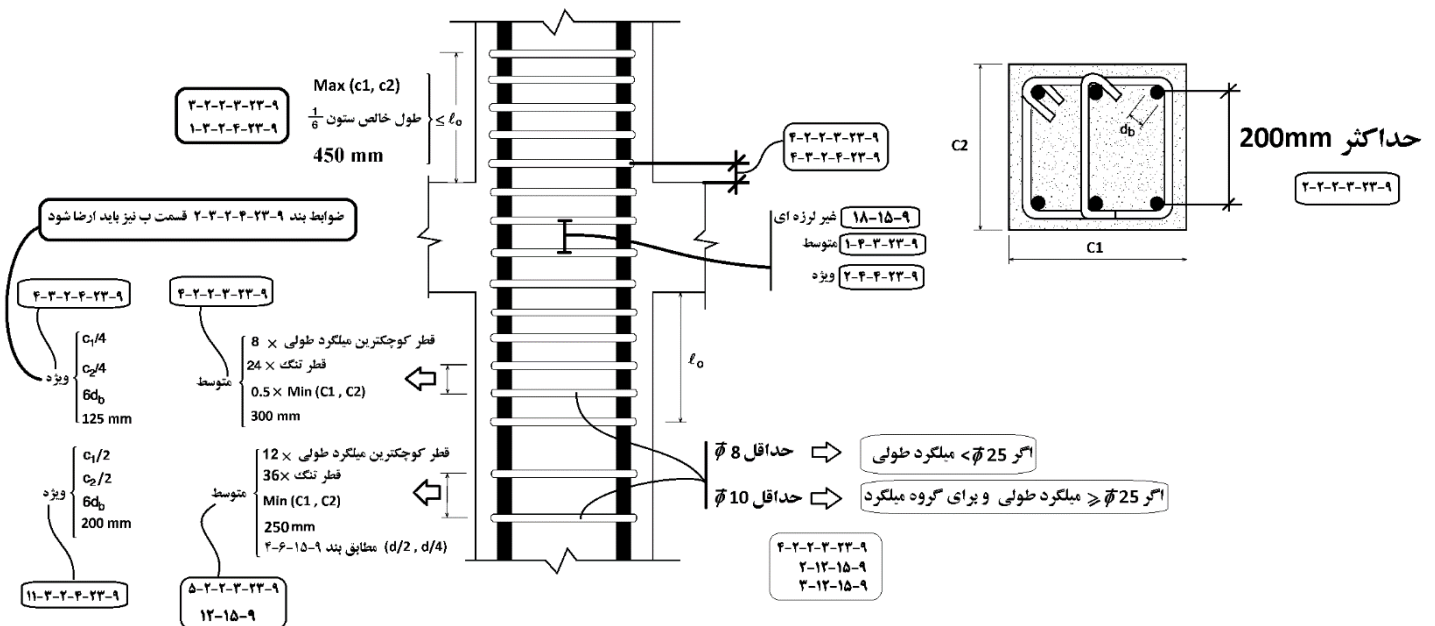 Max (c1, c2)
۳-۲-۲-۳-۲۳-۹
۱-۳-۲-۴-۲۳-۹
طول خالص ستون 1/6
≤ ℓo
450 mm
۴-۲-۲-۳-۲۳-۹
۴-۳-۲-۴-۲۳-۹
C2
db
C1
حداکثر 200mm
۲-۲-۲-۳-۲۳-۹
ضوابط بند ۹-۲۳-۴-۲-۳-۲ قسمت ب نیز باید ارضا شود
غیر لرزه ای ۱۸-۱۵-۹
متوسط ۱-۴-۳-۲۳-۹
ویژه ۲-۴-۴-۲۳-۹
۴-۳-۲-۴-۲۳-۹
۴-۲-۲-۳-۲۳-۹
ویژه
c1/4
c2/4
6db
125 mm
متوسط
8 × قطر کوچکترین میلگرد طولی
24× قطر تنگ
0.5× Min (C1 , C2)
300 mm
ℓo
ویژه
c1/2
c2/2
6db
200 mm
متوسط
12× قطر کوچکترین میلگرد طولی
36× قطر تنگ
Min (C1 , C2)
250 mm
(d/2 , d/4) مطابق بند ۹-۱۵-۶-۴
حداقل 8 ϕ
اگر 25 ϕ > میلگرد طولی
حداقل 10 ϕ
اگر 25 ϕ ⩽ میلگرد طولی و برای گروه میلگرد
۱۱-۳-۲-۴-۲۳-۹
۵-۲-۲-۳-۲۳-۹
۱۲-۱۵-۹
۴-۲-۲-۳-۲۳-۹
۲-۱۲-۱۵-۹
۳-۱۲-۱۵-۹